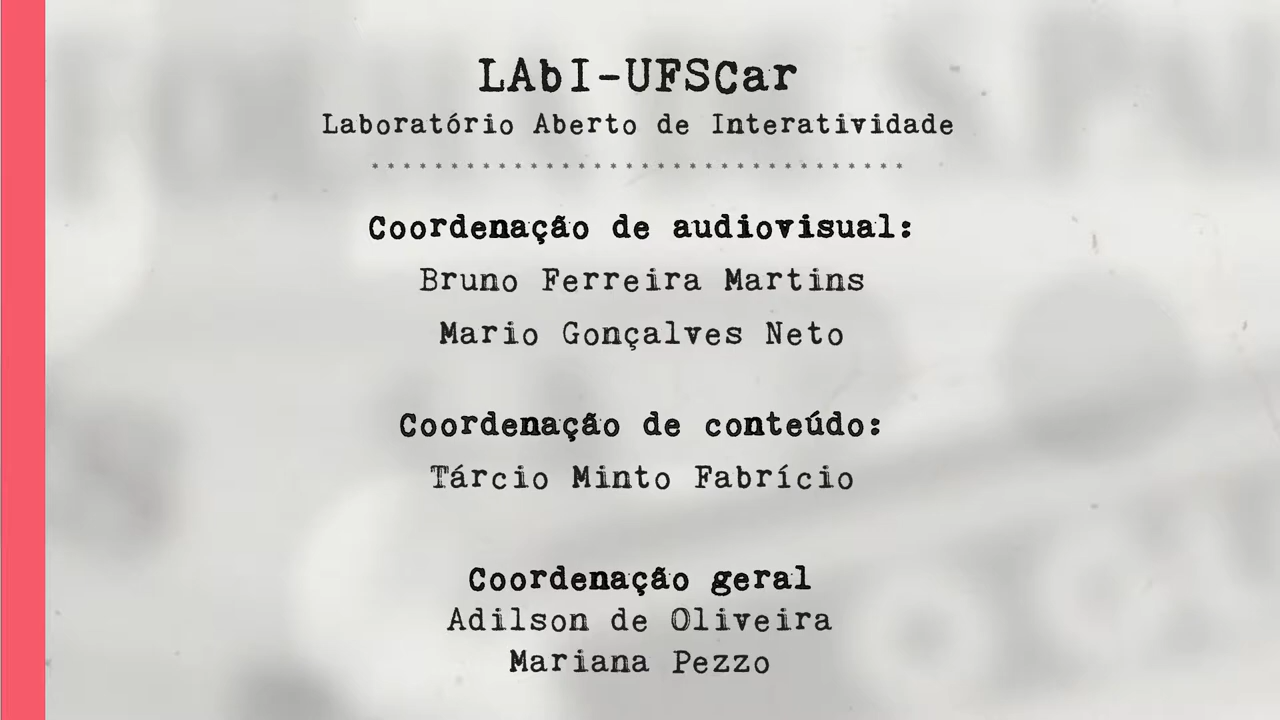 LAbI-UFSCar
Laboratório Aberto de Interatividade
Coordenação de audiovisual:
Bruno Ferreira Martins
Mario Gonçalves Neto
Coordenação de conteúdo:
Tárcio Minto Fabrício
Coordenação geral
Adilson de Oliveira
Mariana Pezzo